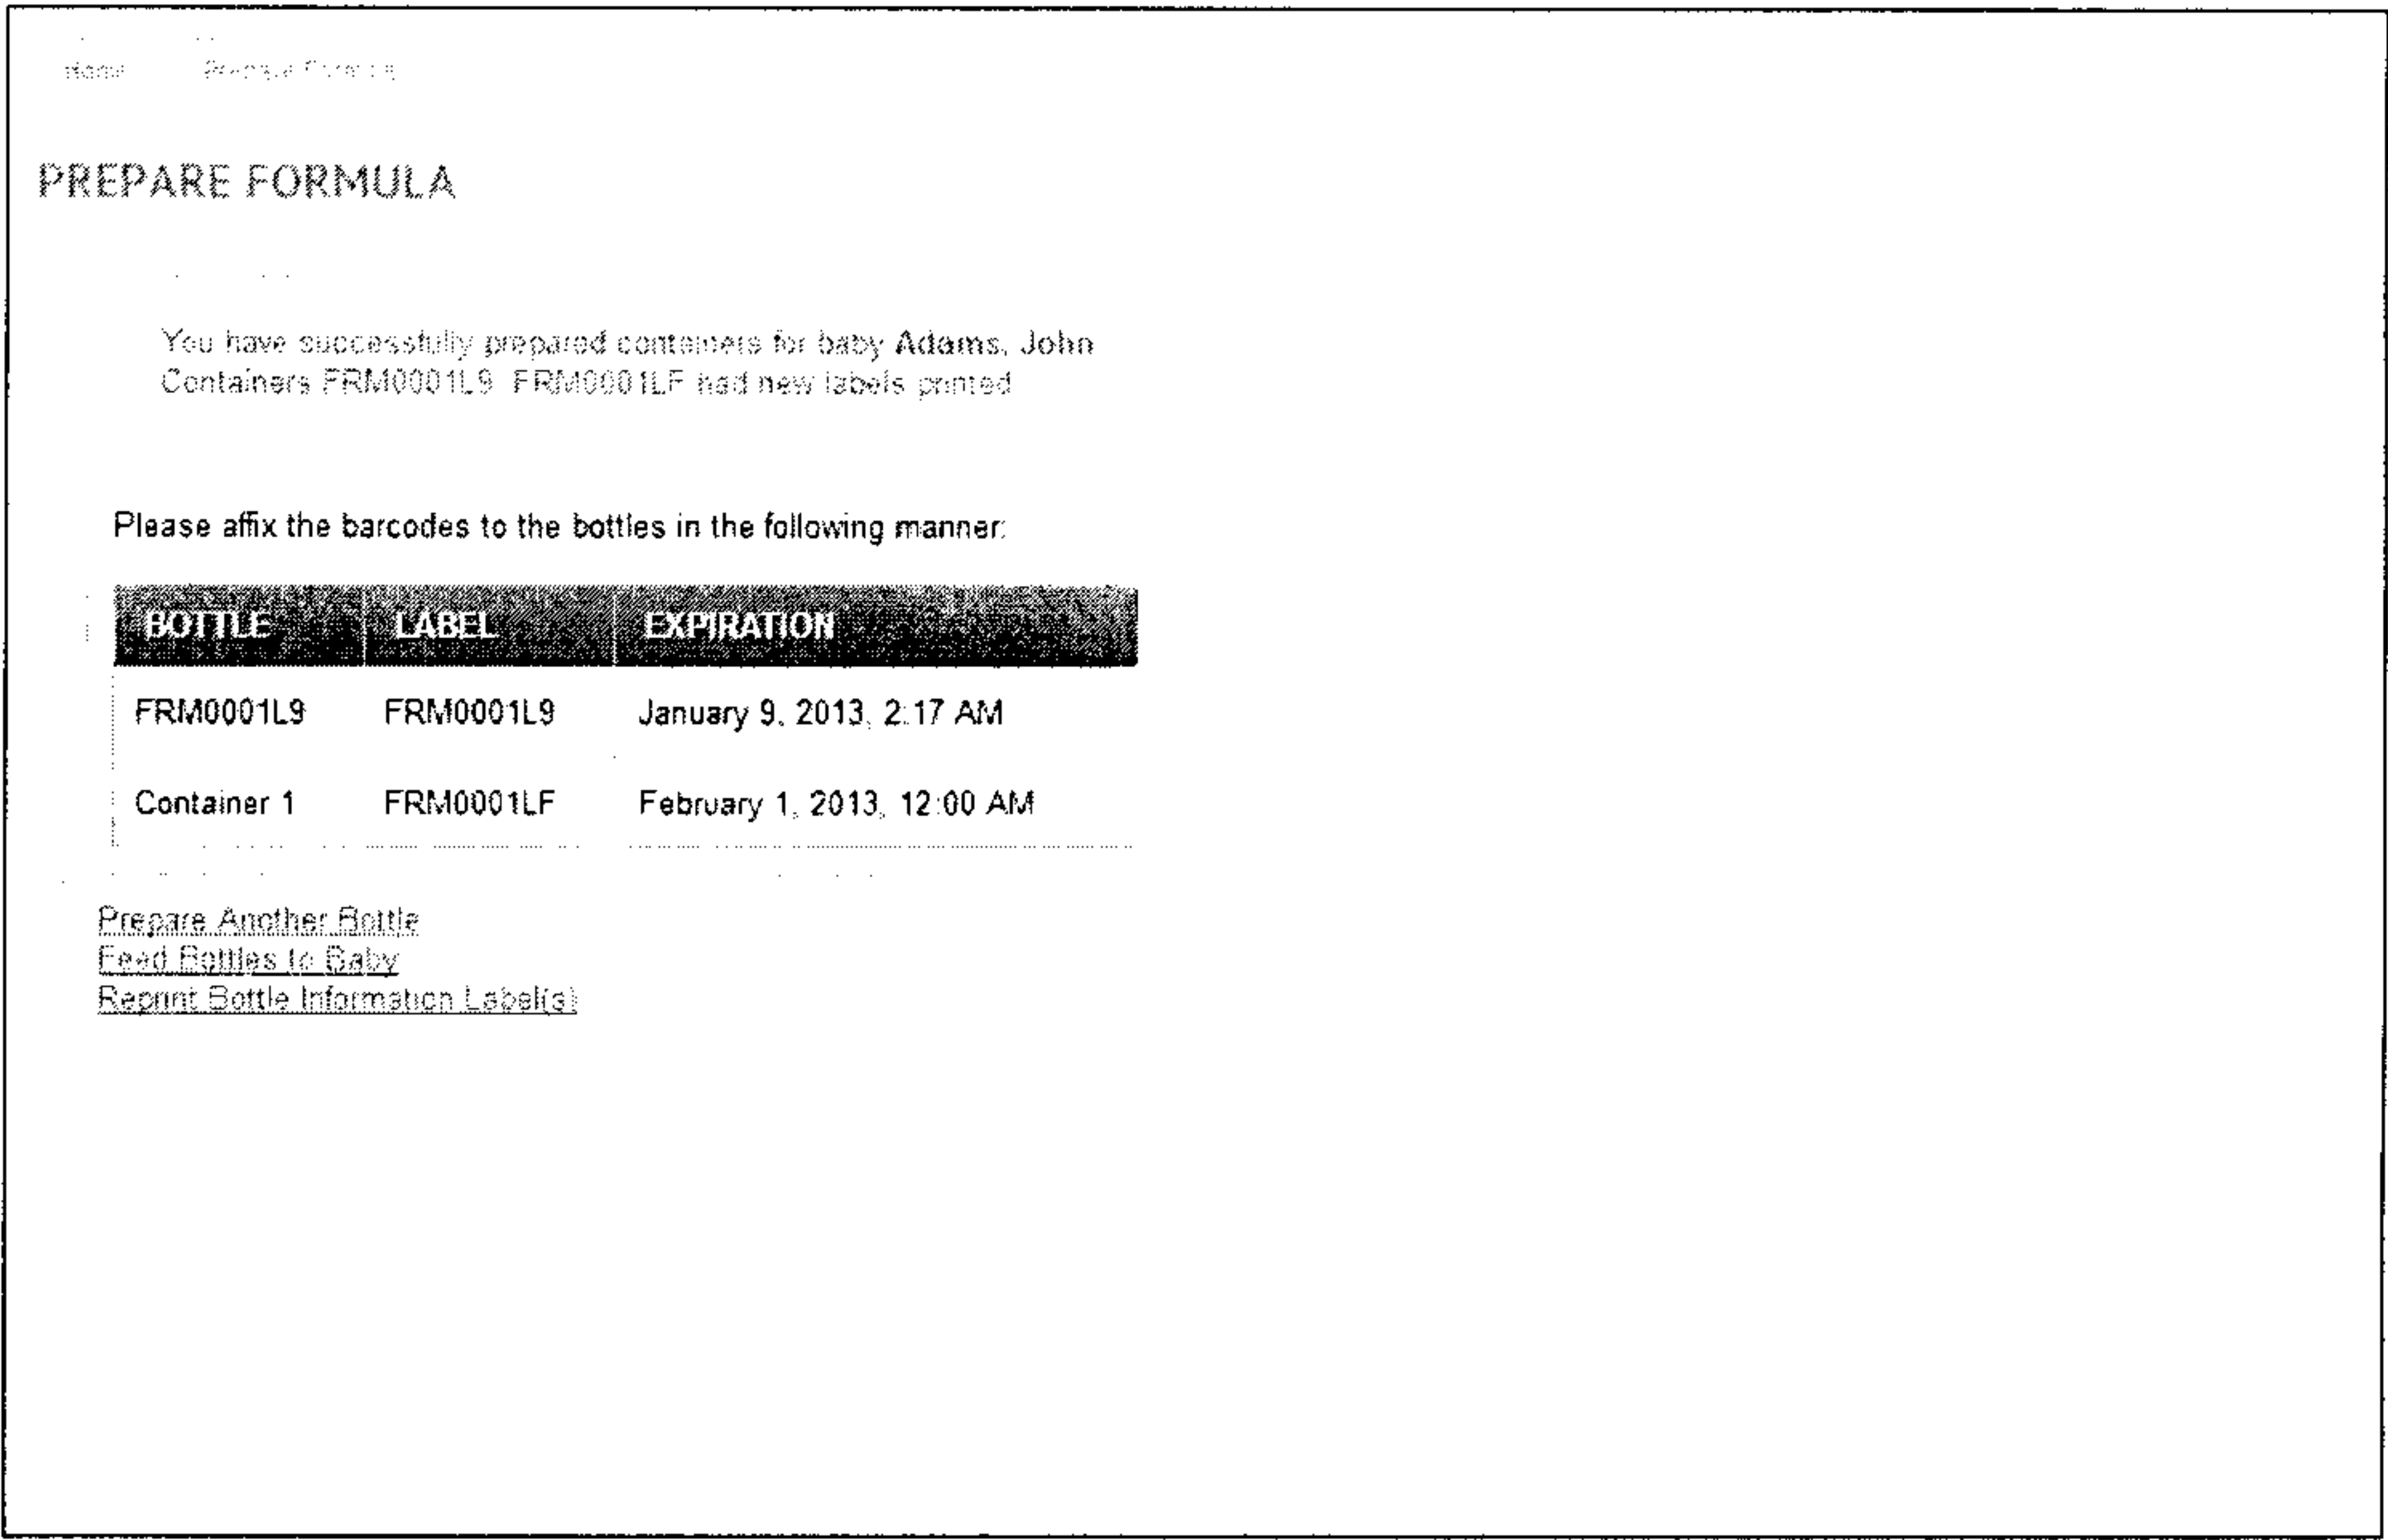 Home Prepare Formula
PREPARE FORMULA
You have successfully prepared containers for baby Adams, John
Containers FRM0001L9 FRM0001LF had new labels printed
Please affix the barcodes to the bottles in the following manner:
BOTTLE LABEL EXPIRATION
FRM0001L9 FRM0001L9 January 9, 2013, 2:17 AM
Container 1 FRM0001LF February 1, 2013, 12:00 AM
Prepare Another Bottle
Feed Bottles to Baby
Reprint Bottle Information Label(s)